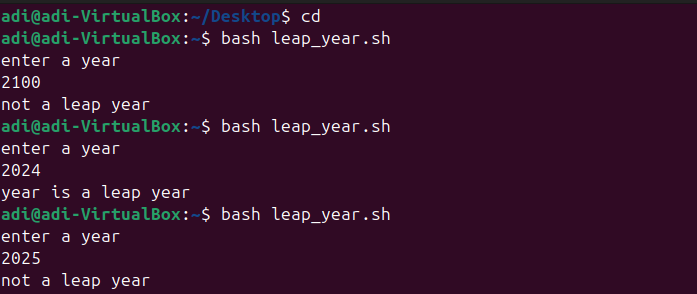 adi@adi-VirtualBox:~/Desktop$ cd
adi@adi-VirtualBox:~$ bash leap_year.sh
enter a year
2100
not a leap year
adi@adi-VirtualBox:~$ bash leap_year.sh
enter a year
2024
year is a leap year
adi@adi-VirtualBox:~$ bash leap_year.sh
enter a year
2025
not a leap year